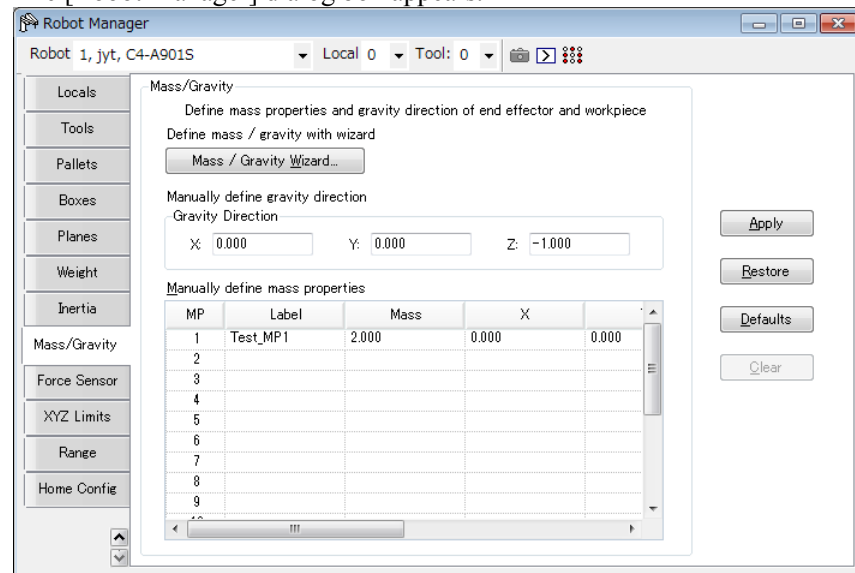 Robot Manager
Robot 1, jyt, C4-A901S Local 0 Tool: 0
Locals
Tools
Pallets
Boxes
Planes
Weight
Inertia
Mass/Gravity
Force Sensor
XYZ Limits
Range
Home Config
Mass/Gravity
Define mass properties and gravity direction of end effector and workpiece
Define mass / gravity with wizard
Mass / Gravity Wizard...
Manually define gravity direction
Gravity Direction
X: 0.000 Y: 0.000 Z: -1.000
Manually define mass properties
MP Label Mass X
1 Test_MP1 2.000 0.000 0.000
2
3
4
5
6
7
8
9
Apply
Restore
Defaults
Clear